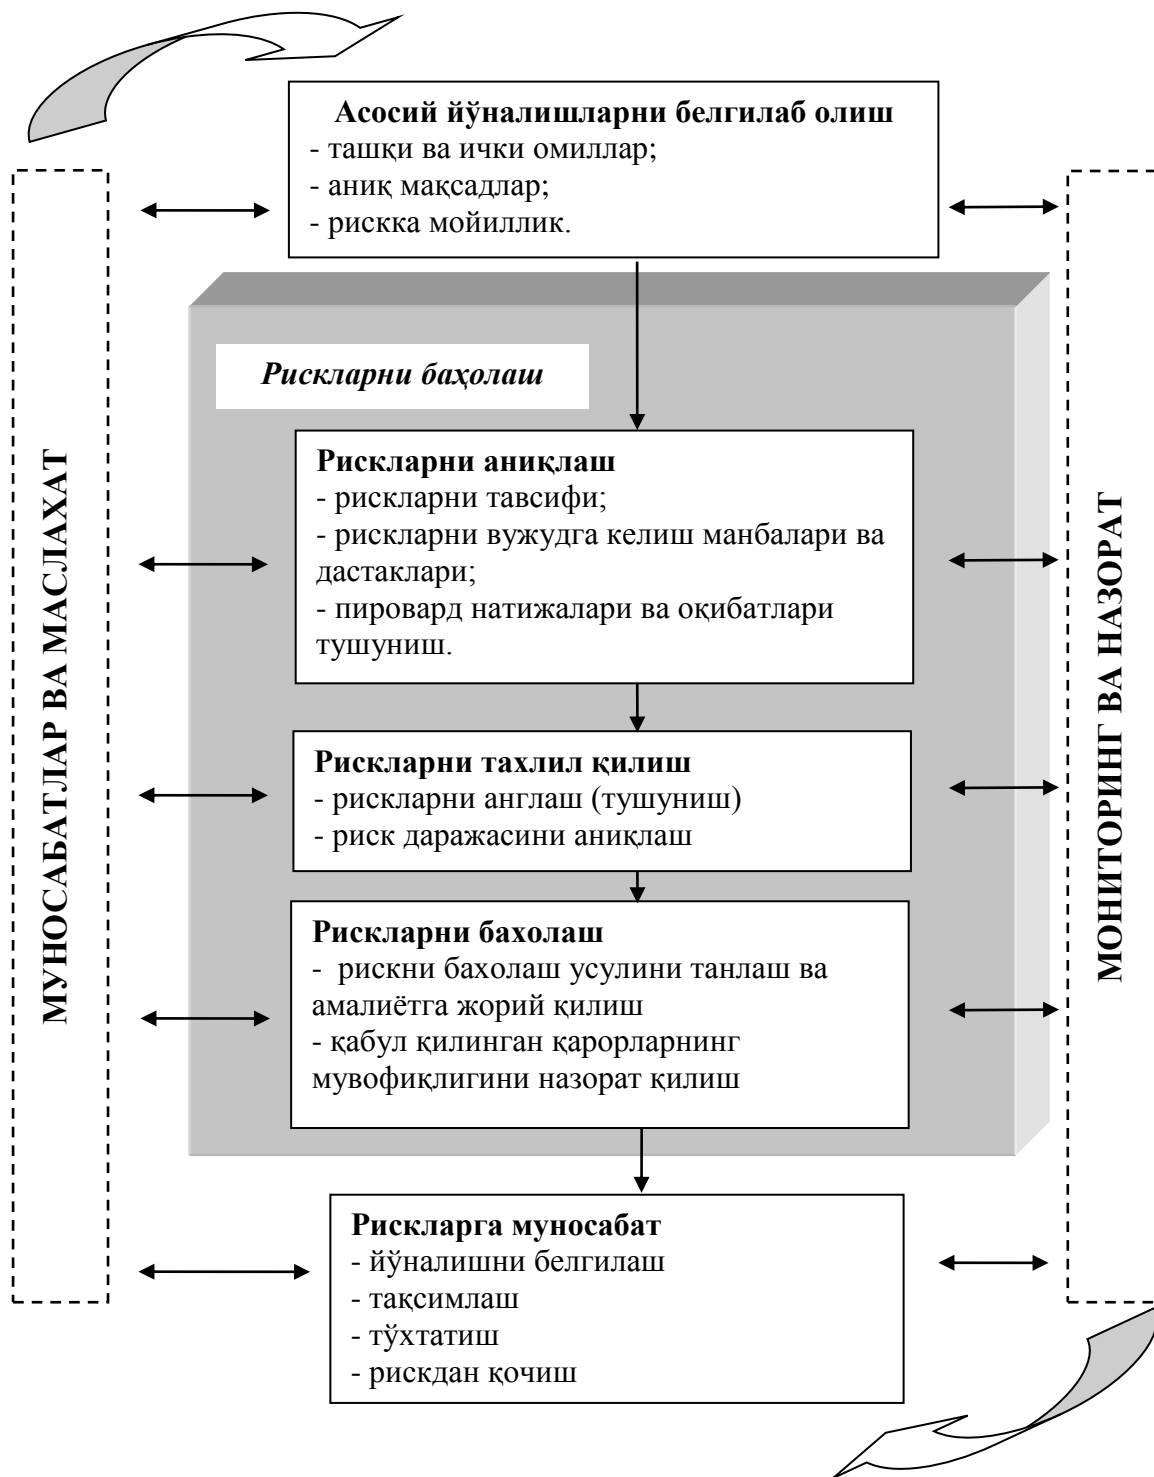 Асосий йўналишларни белгилаб олиш
- ташқи ва ички омиллар;
- аниқ мақсадлар;
- рискка мойиллик.
Рискларни баҳолаш
Рискларни аниқлаш
- рискларни тавсифи;
- рискларни вужудга келиш манбалари ва
дастаклари;
- пировард натижалари ва оқибатлари
тушуниш.
Рискларни тахлил қилиш
- рискларни англаш (тушуниш)
- риск даражасини аниқлаш
Рискларни бахолаш
- рискни бахолаш усулини танлаш ва
амалиётга жорий қилиш
- қабул қилинган қарорларнинг
мувофиқлигини назорат қилиш
Рискларга муносабат
- йўналишни белгилаш
- тақсимлаш
- тўхтатиш
- рискдан қочиш
МУНОСАБАТЛАР ВА МАСЛАХАТ
МОНИТОРИНГ ВА НАЗОРАТ